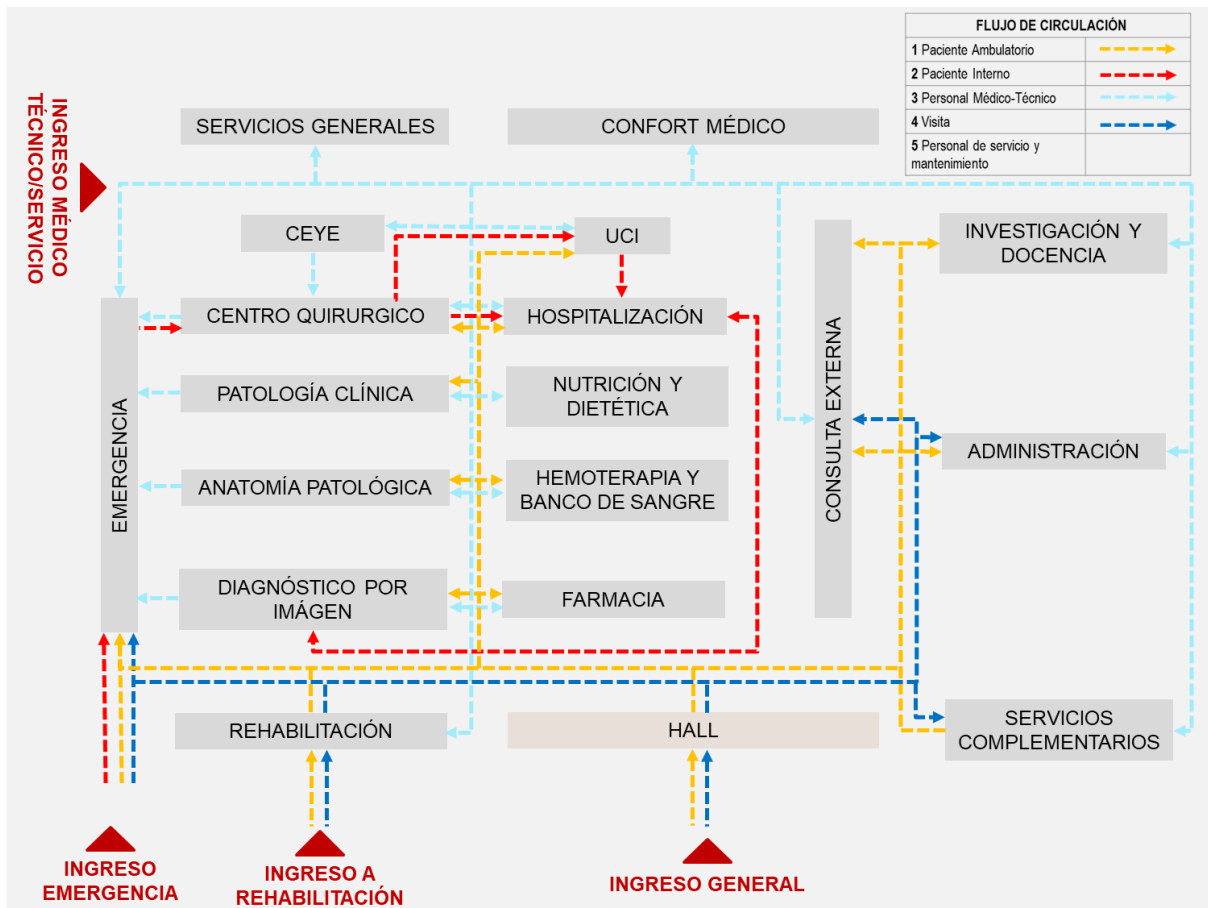 FLUJO DE CIRCULACIÓN
1 Paciente Ambulatorio
2 Paciente Interno
3 Personal Médico-Técnico
4 Visita
5 Personal de servicio y
mantenimiento
INGRESO MÉDICO
TÉCNICO/SERVICIO
SERVICIOS GENERALES
CONFORT MÉDICO
CEYE
UCI
INVESTIGACIÓN Y
DOCENCIA
EMERGENCIA
CENTRO QUIRURGICO
HOSPITALIZACIÓN
CONSULTA EXTERNA
PATOLOGÍA CLÍNICA
NUTRICIÓN Y
DIETÉTICA
ADMINISTRACIÓN
ANATOMÍA PATOLÓGICA
HEMOTERAPIA Y
BANCO DE SANGRE
DIAGNÓSTICO POR
IMÁGEN
FARMACIA
REHABILITACIÓN
HALL
SERVICIOS
COMPLEMENTARIOS
INGRESO
EMERGENCIA
INGRESO A
REHABILITACIÓN
INGRESO GENERAL